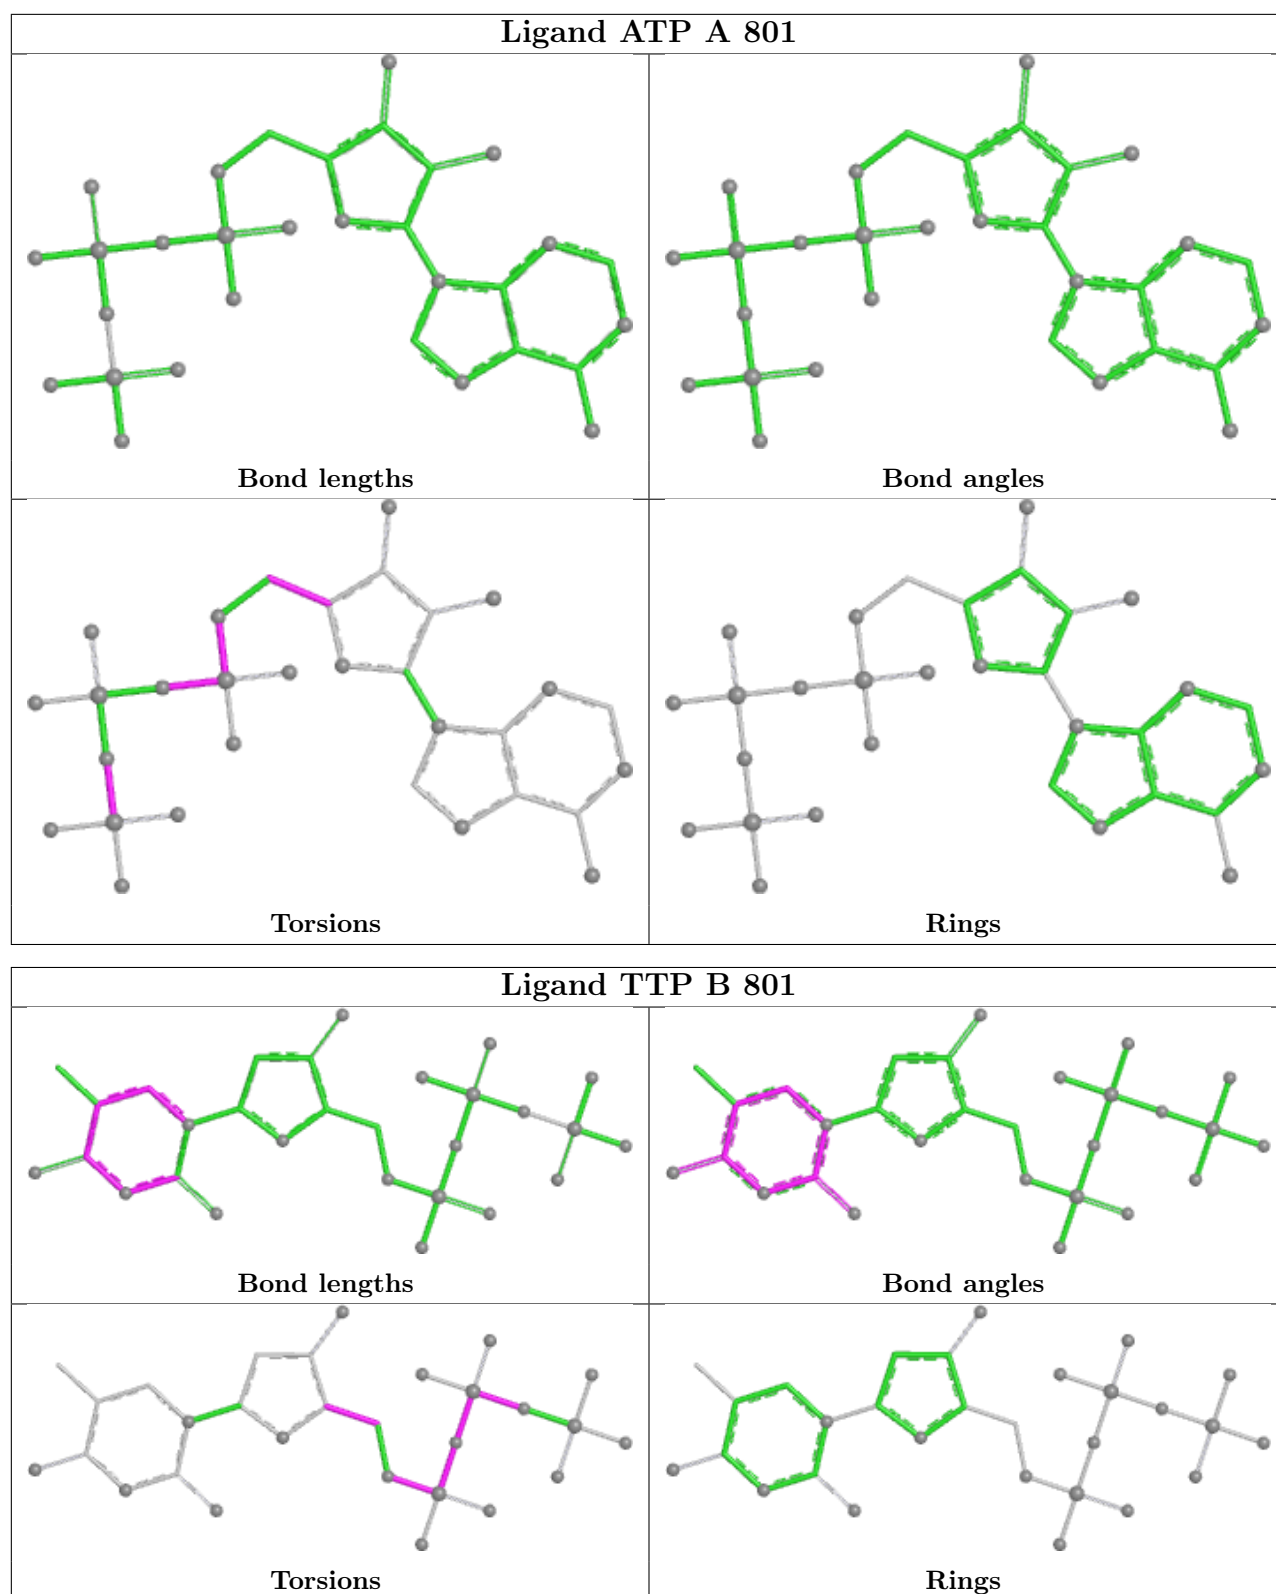 Ligand ATP A 801
Bond lengths
Bond angles
Torsions
Rings
Ligand TTP B 801
Bond lengths
Bond angles
Torsions
Rings